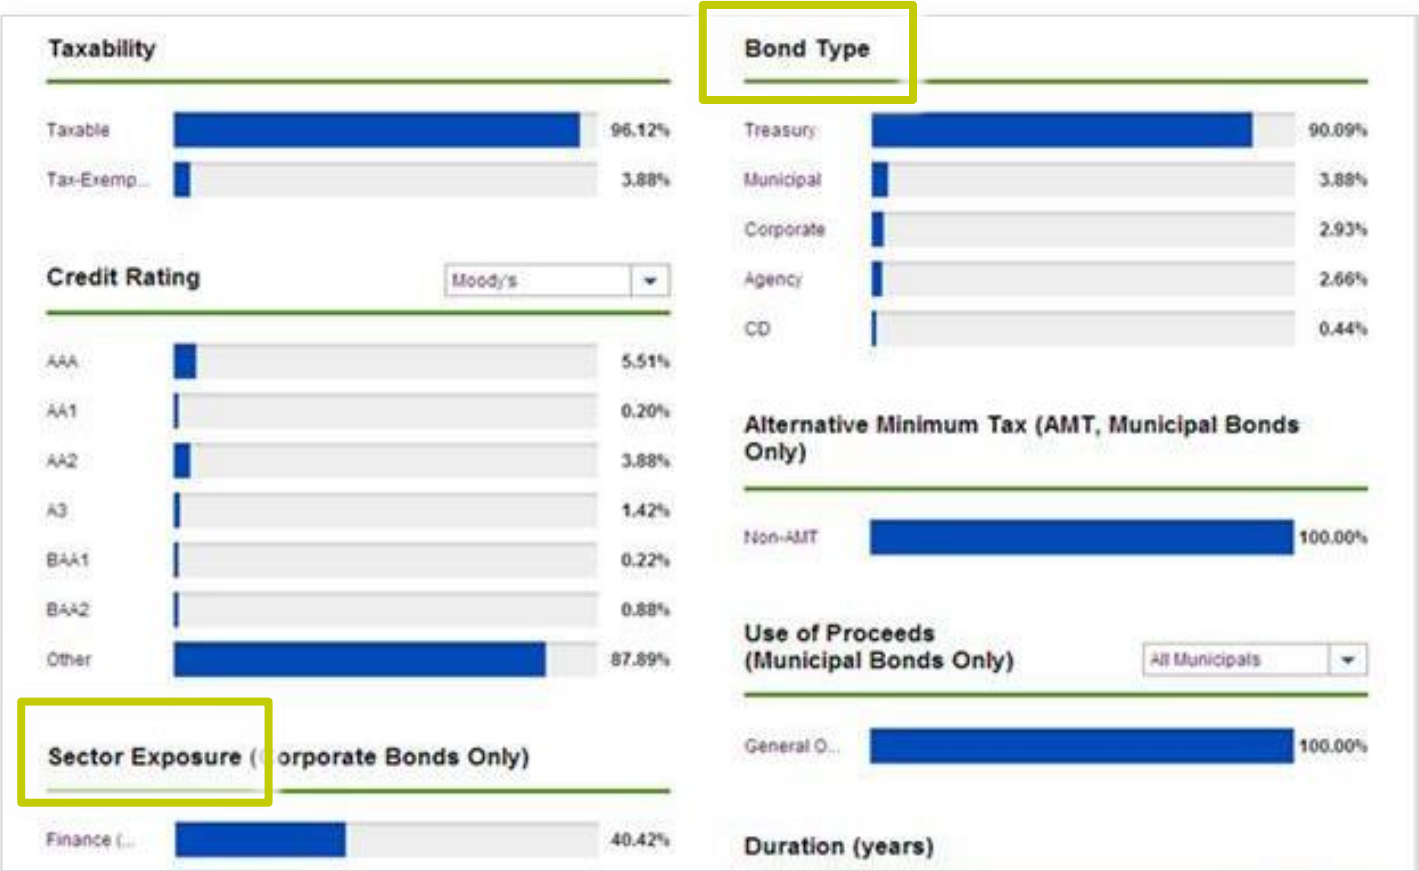 Taxability
Taxable 96.12%
Tax-Exemp... 3.88%
Credit Rating Moody's
AAA 5.51%
AA1 0.20%
AA2 3.88%
A3 1.42%
BAA1 0.22%
BAA2 0.88%
Other 87.89%
Sector Exposure (Corporate Bonds Only)
Finance (... 40.42%
Bond Type
Treasury 90.09%
Municipal 3.88%
Corporate 2.93%
Agency 2.66%
CD 0.44%
Alternative Minimum Tax (AMT, Municipal Bonds
Only)
Non-AMT 100.00%
Use of Proceeds
(Municipal Bonds Only) All Municipals
General O... 100.00%
Duration (years)